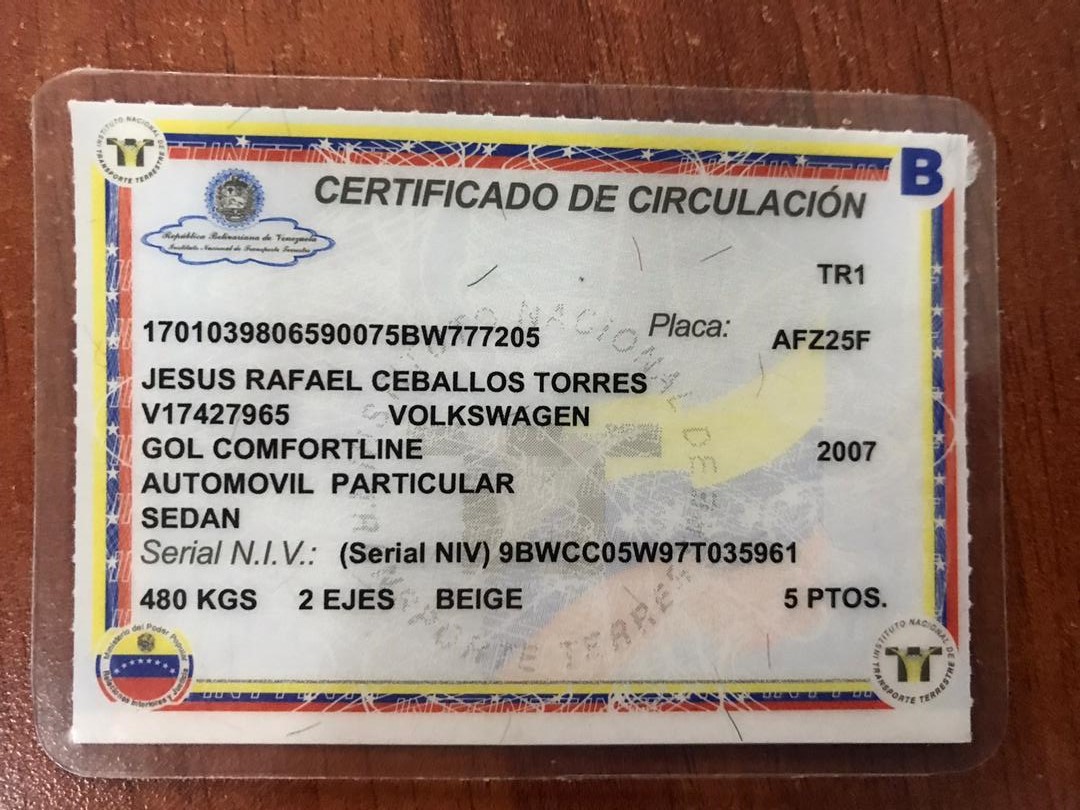 INSTITUTO NACIONAL DE TRANSPORTE TERRESTRE
B
CERTIFICADO DE CIRCULACIÓN
República Bolivariana de Venezuela
Instituto Nacional de Transporte Terrestre
TR1
1701039806590075BW777205 Placa: AFZ25F
JESUS RAFAEL CEBALLOS TORRES
V17427965 VOLKSWAGEN
GOL COMFORTLINE 2007
AUTOMOVIL PARTICULAR
SEDAN
Serial N.I.V.: (Serial NIV) 9BWCC05W97T035961
480 KGS 2 EJES BEIGE 5 PTOS.
Ministerio del Poder Popular
Relaciones Interiores y Justicia
INSTITUTO NACIONAL DE TRANSPORTE TERRESTRE